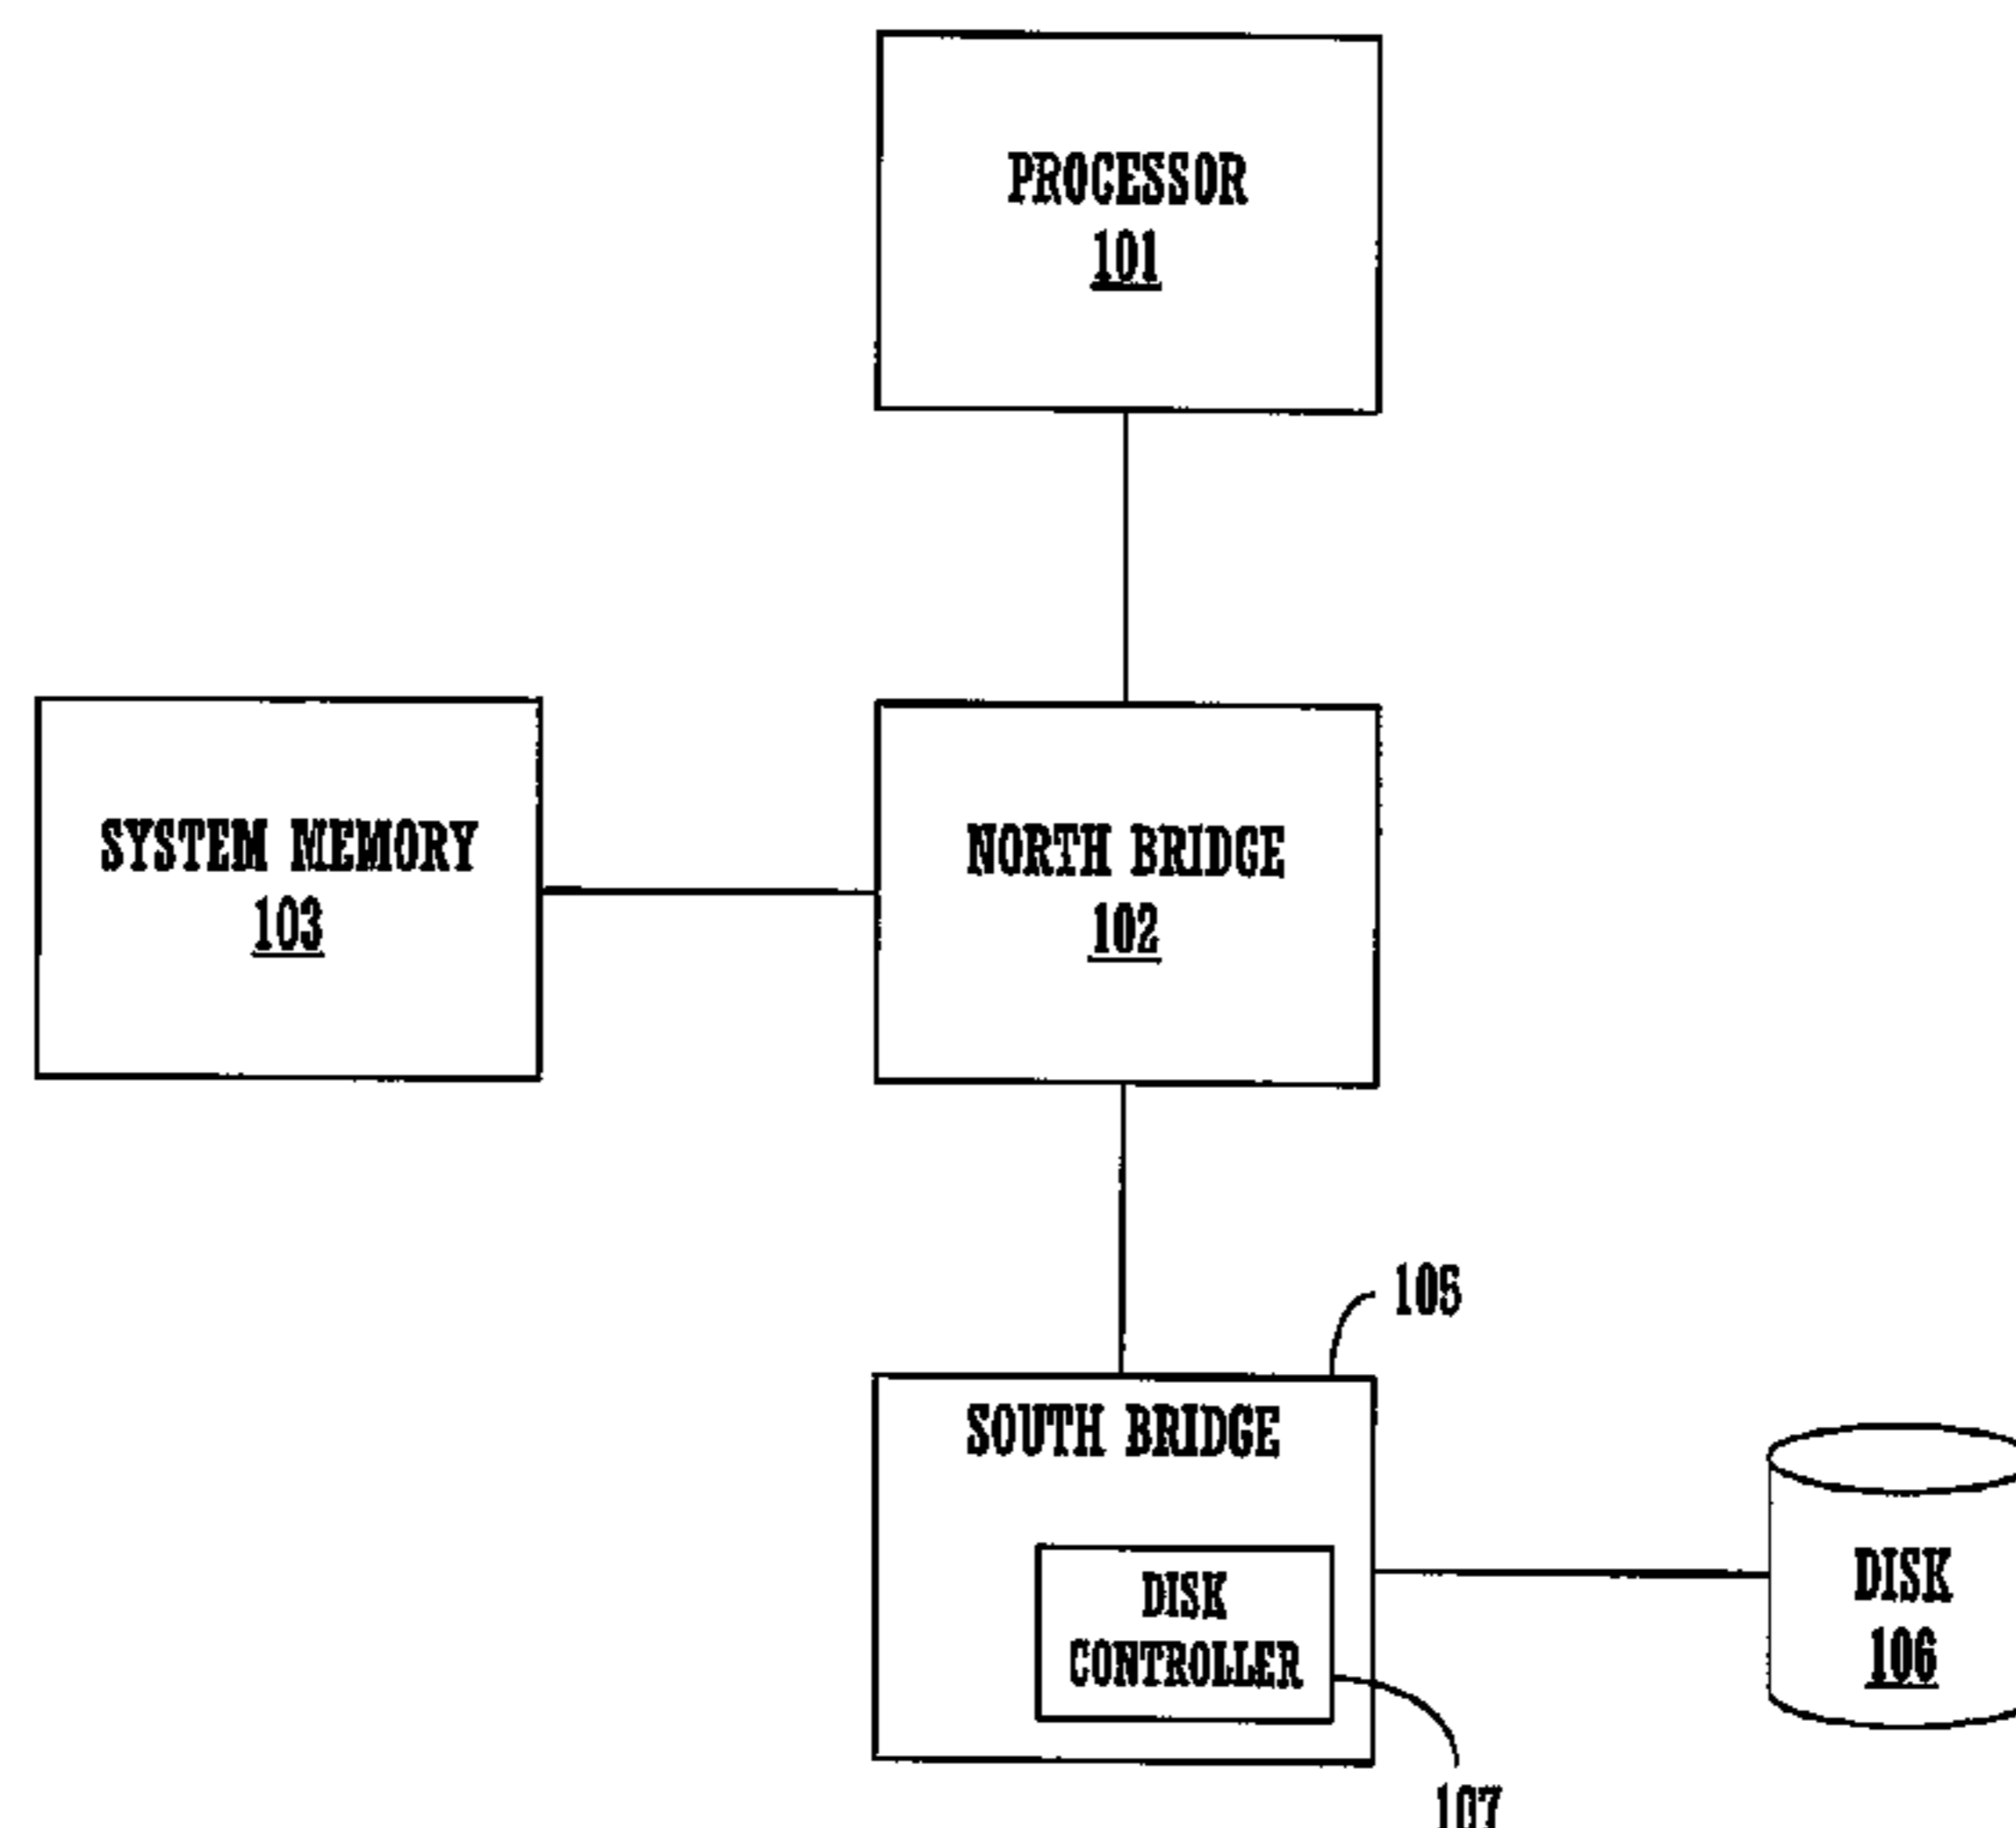 PROCESSOR
101
SYSTEM MEMORY
103
NORTH BRIDGE
102
105
SOUTH BRIDGE
DISK
CONTROLLER
DISK
106
107